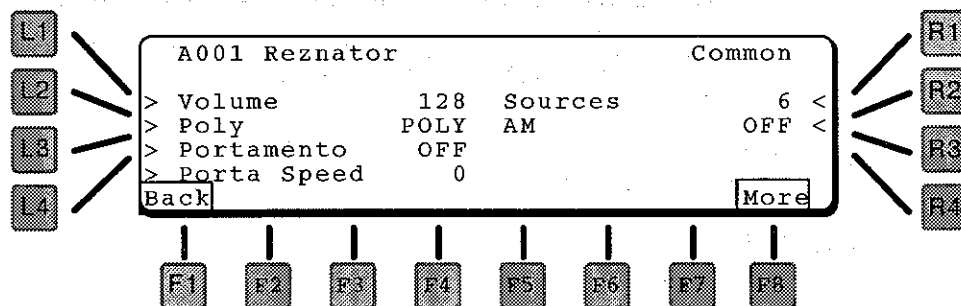 L1
L2
L3
L4
A001 Reznator Common
> Volume 128 Sources 6 <
> Poly POLY AM OFF <
> Portamento OFF
> Porta Speed 0
Back More
R1
R2
R3
R4
F1 F2 F3 F4 F5 F6 F7 F8